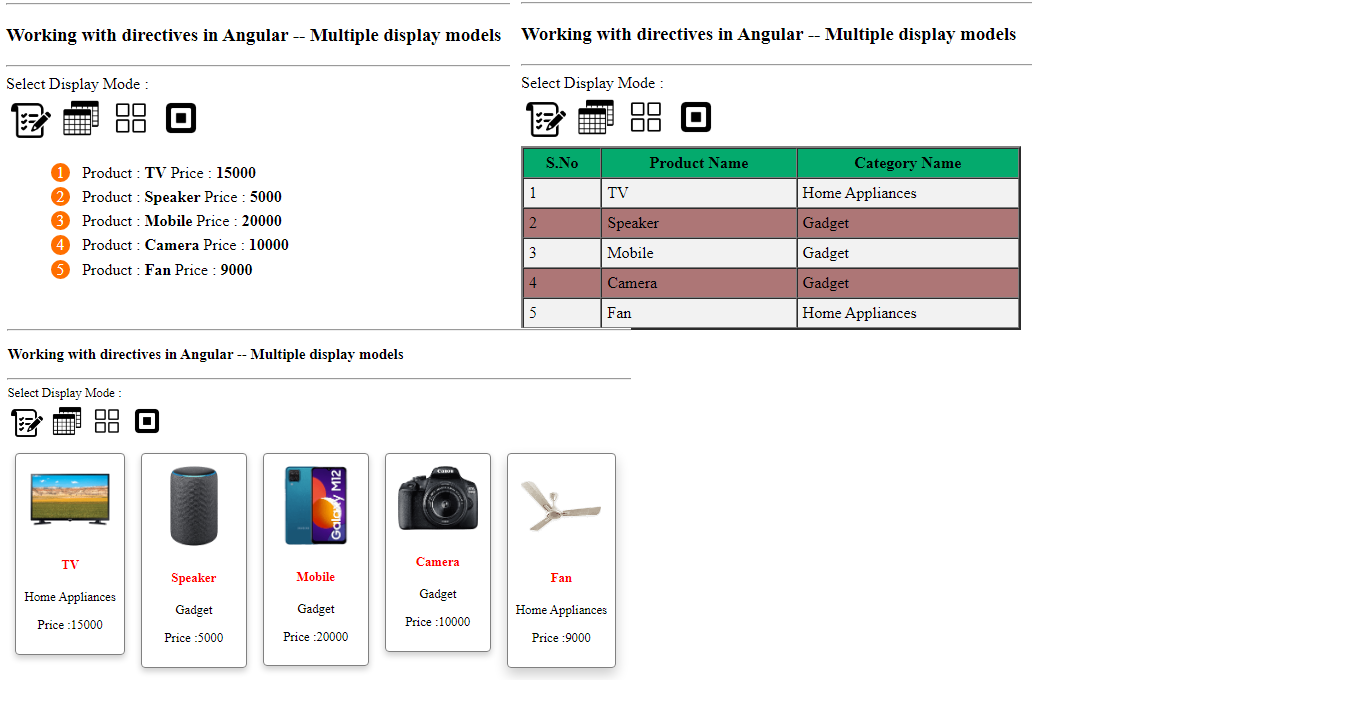 Working with directives in Angular -- Multiple display models
Select Display Mode :
1 Product : TV Price : 15000
2 Product : Speaker Price : 5000
3 Product : Mobile Price : 20000
4 Product : Camera Price : 10000
5 Product : Fan Price : 9000
Working with directives in Angular -- Multiple display models
Select Display Mode :
S.No Product Name Category Name
1 TV Home Appliances
2 Speaker Gadget
3 Mobile Gadget
4 Camera Gadget
5 Fan Home Appliances
Working with directives in Angular -- Multiple display models
Select Display Mode :
TV
Home Appliances
Price :15000
Speaker
Gadget
Price :5000
Galaxy M12
Mobile
Gadget
Price :20000
Canon
Camera
Gadget
Price :10000
Fan
Home Appliances
Price :9000